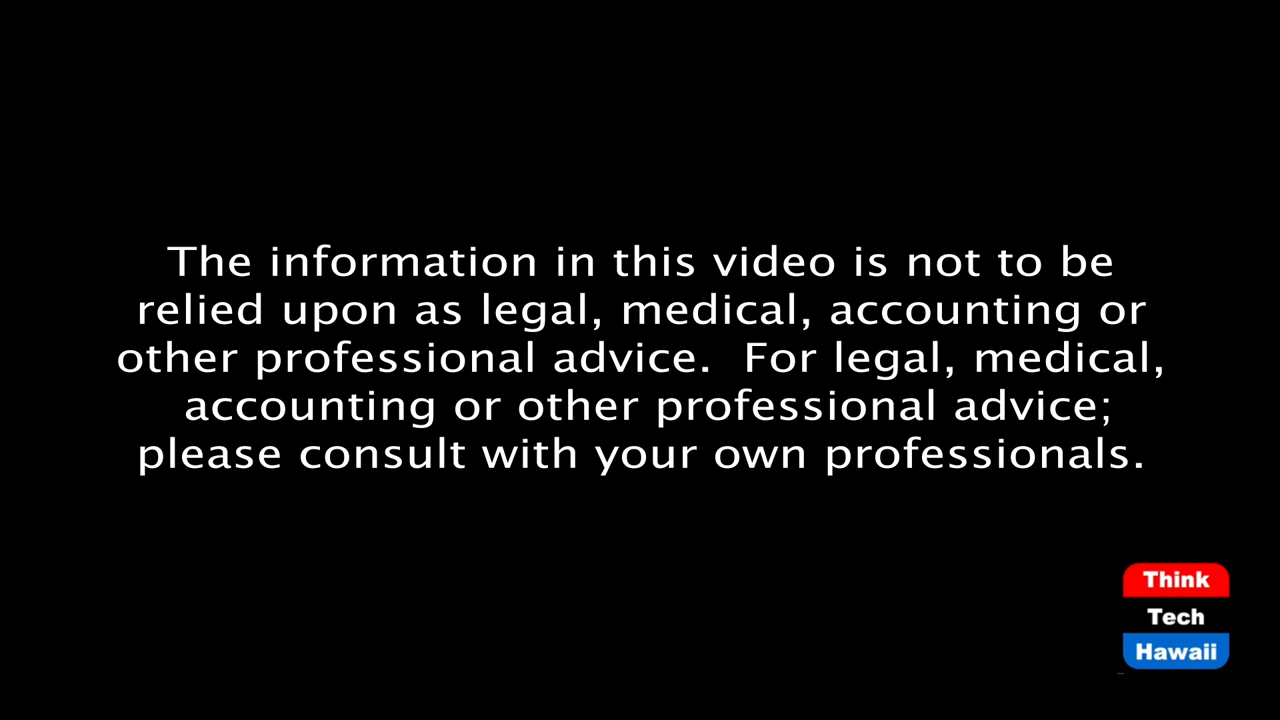 The information in this video is not to be
relied upon as legal, medical, accounting or
other professional advice.  For legal, medical,
accounting or other professional advice;
please consult with your own professionals.
Think
Tech
Hawaii